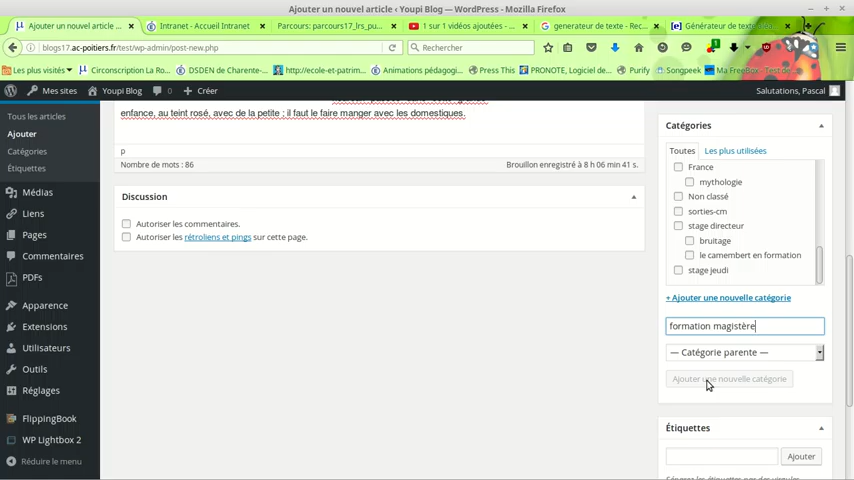 Ajouter un nouvel article ‹ Youpi Blog — WordPress - Mozilla Firefox
Ajouter un nouvel article ...
Intranet - Accueil Intranet
Parcours: parcours17_lrs_pu...
1 sur 1 vidéos ajoutées - ...
generateur de texte - Rec...
Générateur de texte aléa...
blogs17.ac-poitiers.fr/test/wp-admin/post-new.php
Rechercher
Les plus visités
Circonscription La Ro...
DSDEN de Charente-...
http://ecole-et-patrim...
Animations pédagogi...
Press This
PRONOTE, Logiciel de...
Purify
Songpeek
Ma FreeBox - Test de
Mes sites
Youpi Blog
0
Créer
Salutations, Pascal
Tous les articles
Ajouter
Catégories
Étiquettes
Médias
Liens
Pages
Commentaires
PDFs
Apparence
Extensions
Utilisateurs
Outils
Réglages
FlippingBook
WP Lightbox 2
Réduire le menu
enfance, au teint rosé, avec de la petite ; il faut le faire manger avec les domestiques.
p
Nombre de mots : 86
Brouillon enregistré à 8 h 06 min 41 s.
Discussion
Autoriser les commentaires.
Autoriser les rétroliens et pings sur cette page.
Catégories
Toutes
Les plus utilisées
France
mythologie
Non classé
sorties-cm
stage directeur
bruitage
le camembert en formation
stage jeudi
+ Ajouter une nouvelle catégorie
formation magistère
— Catégorie parente —
Ajouter une nouvelle catégorie
Étiquettes
Ajouter